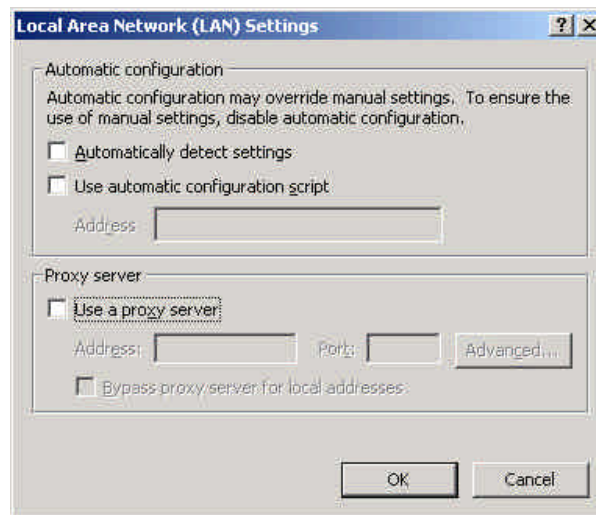 Local Area Network (LAN) Settings
Automatic configuration
Automatic configuration may override manual settings. To ensure the
use of manual settings, disable automatic configuration.
Automatically detect settings
Use automatic configuration script
Address
Proxy server
Use a proxy server
Address: Port: Advanced...
Bypass proxy server for local addresses
OK Cancel